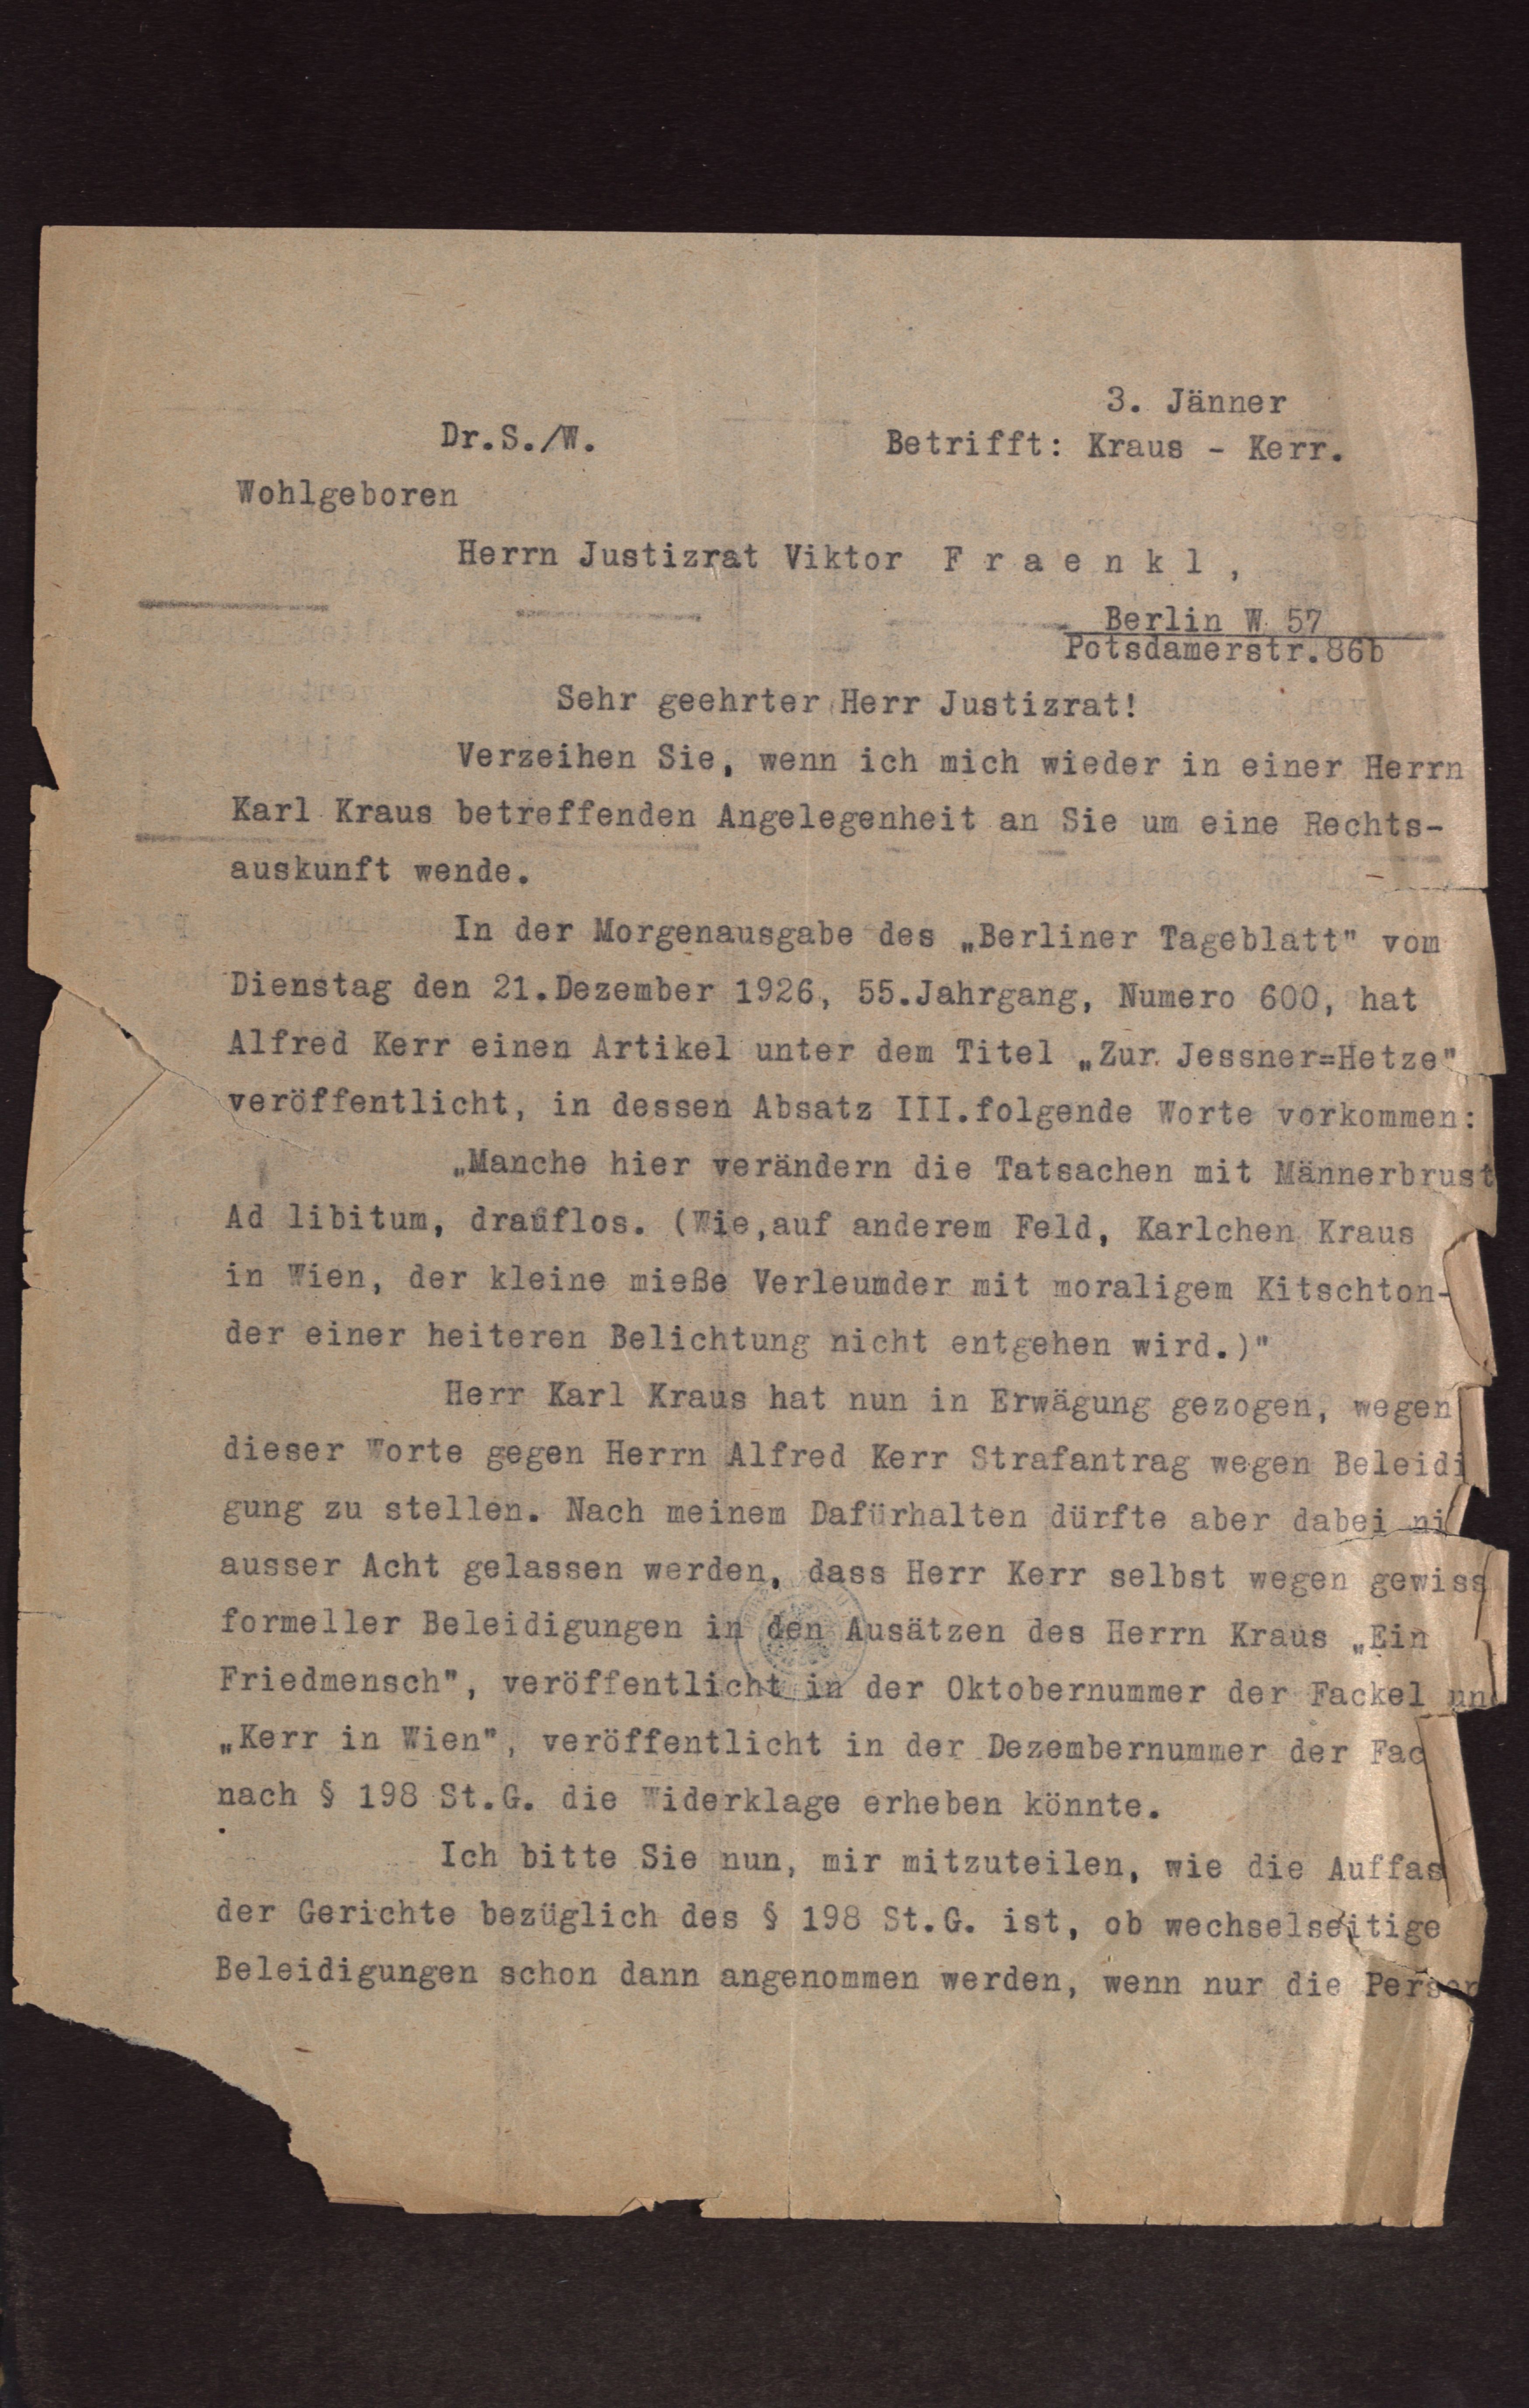 3. Jänner
Dr.S./W.
Betrifft: Kraus - Kerr.
Wohlgeboren
Herrn Justizrat Viktor F r a e n k l ,
Berlin W 57
Potsdamerstr.86b
Sehr geehrter Herr Justizrat!
Verzeihen Sie, wenn ich mich wieder in einer Herrn
Karl Kraus betreffenden Angelegenheit an Sie um eine Rechts-
auskunft wende.
In der Morgenausgabe des „Berliner Tageblatt" vom
Dienstag den 21.Dezember 1926, 55.Jahrgang, Numero 600, hat
Alfred Kerr einen Artikel unter dem Titel „Zur Jessner=Hetze"
veröffentlicht, in dessen Absatz III.folgende Worte vorkommen:
„Manche hier verändern die Tatsachen mit Männerbrust
Ad libitum, drauflos. (Wie,auf anderem Feld, Karlchen Kraus
in Wien, der kleine mieße Verleumder mit moraligem Kitschton-
der einer heiteren Belichtung nicht entgehen wird.)"
Herr Karl Kraus hat nun in Erwägung gezogen, wegen
dieser Worte gegen Herrn Alfred Kerr Strafantrag wegen Beleidi
gung zu stellen. Nach meinem Dafürhalten dürfte aber dabei ni
ausser Acht gelassen werden, dass Herr Kerr selbst wegen gewiss
formeller Beleidigungen in den Ausätzen des Herrn Kraus „Ein
Friedmensch", veröffentlicht in der Oktobernummer der Fackel un
„Kerr in Wien", veröffentlicht in der Dezembernummer der Fac
nach § 198 St.G. die Widerklage erheben könnte.
Ich bitte Sie nun, mir mitzuteilen, wie die Auffas
der Gerichte bezüglich des § 198 St.G. ist, ob wechselseitige
Beleidigungen schon dann angenommen werden, wenn nur die Person